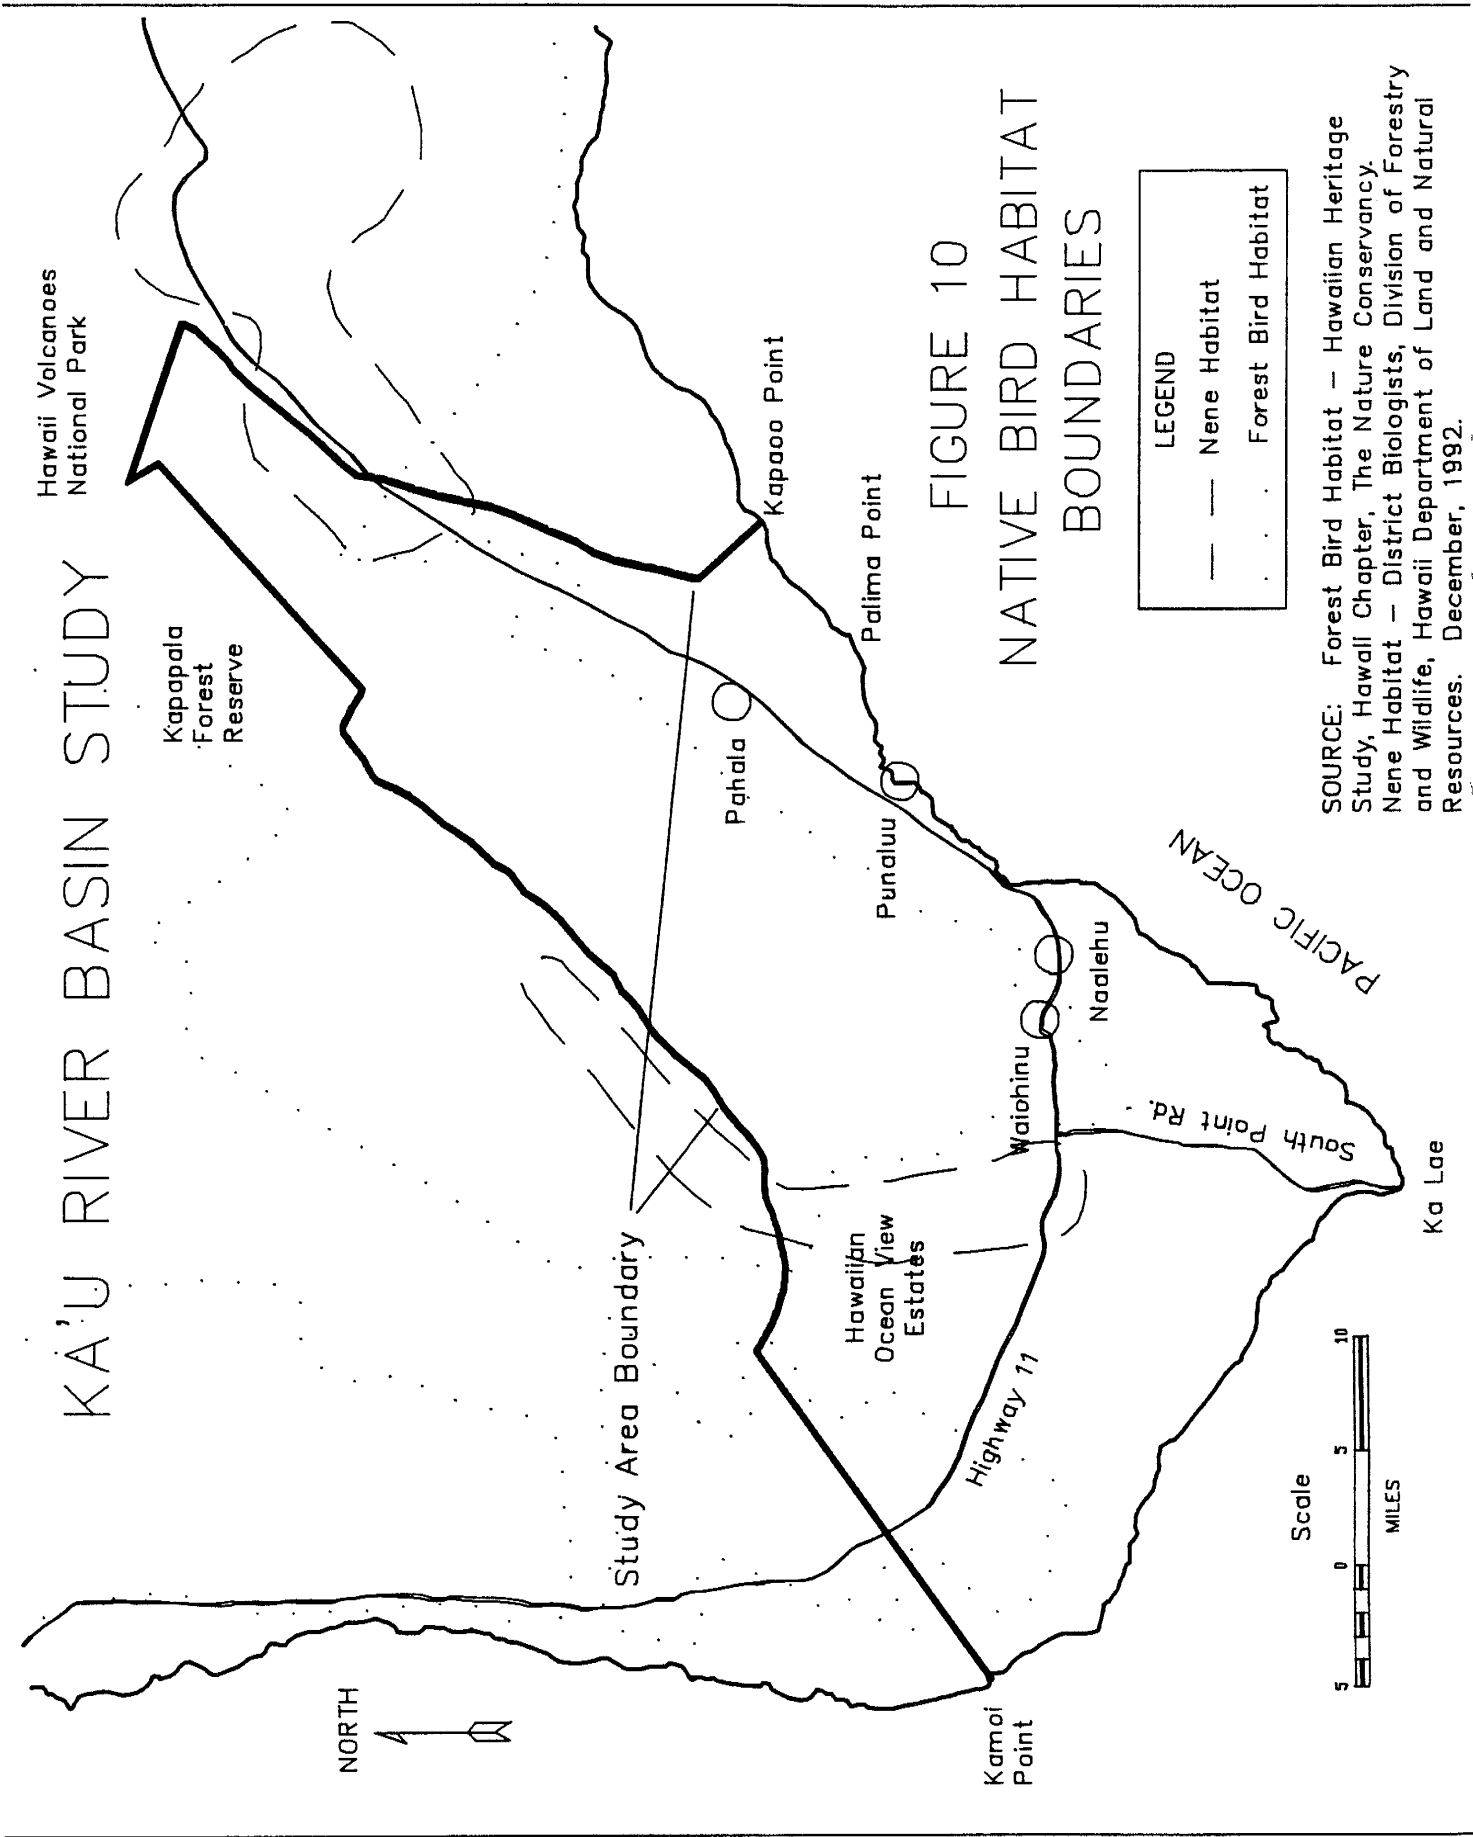 KA'U RIVER BASIN STUDY
Hawaii Volcanoes
National Park
Kapapala
Forest
Reserve
Study Area Boundary
Pahala
Kapaoo Point
Palima Point
Punaluu
Naalehu
Waiohinu
Hawaiian
Ocean View
Estates
Highway 11
South Point Rd.
Ka Lae
PACIFIC OCEAN
Kamoi
Point
NORTH
Scale
5 0 5 10
MILES
FIGURE 10
NATIVE BIRD HABITAT
BOUNDARIES
LEGEND
Nene Habitat
Forest Bird Habitat
SOURCE: Forest Bird Habitat - Hawaiian Heritage
Study, Hawaii Chapter, The Nature Conservancy.
Nene Habitat - District Biologists, Division of Forestry
and Wildlife, Hawaii Department of Land and Natural
Resources. December, 1992.